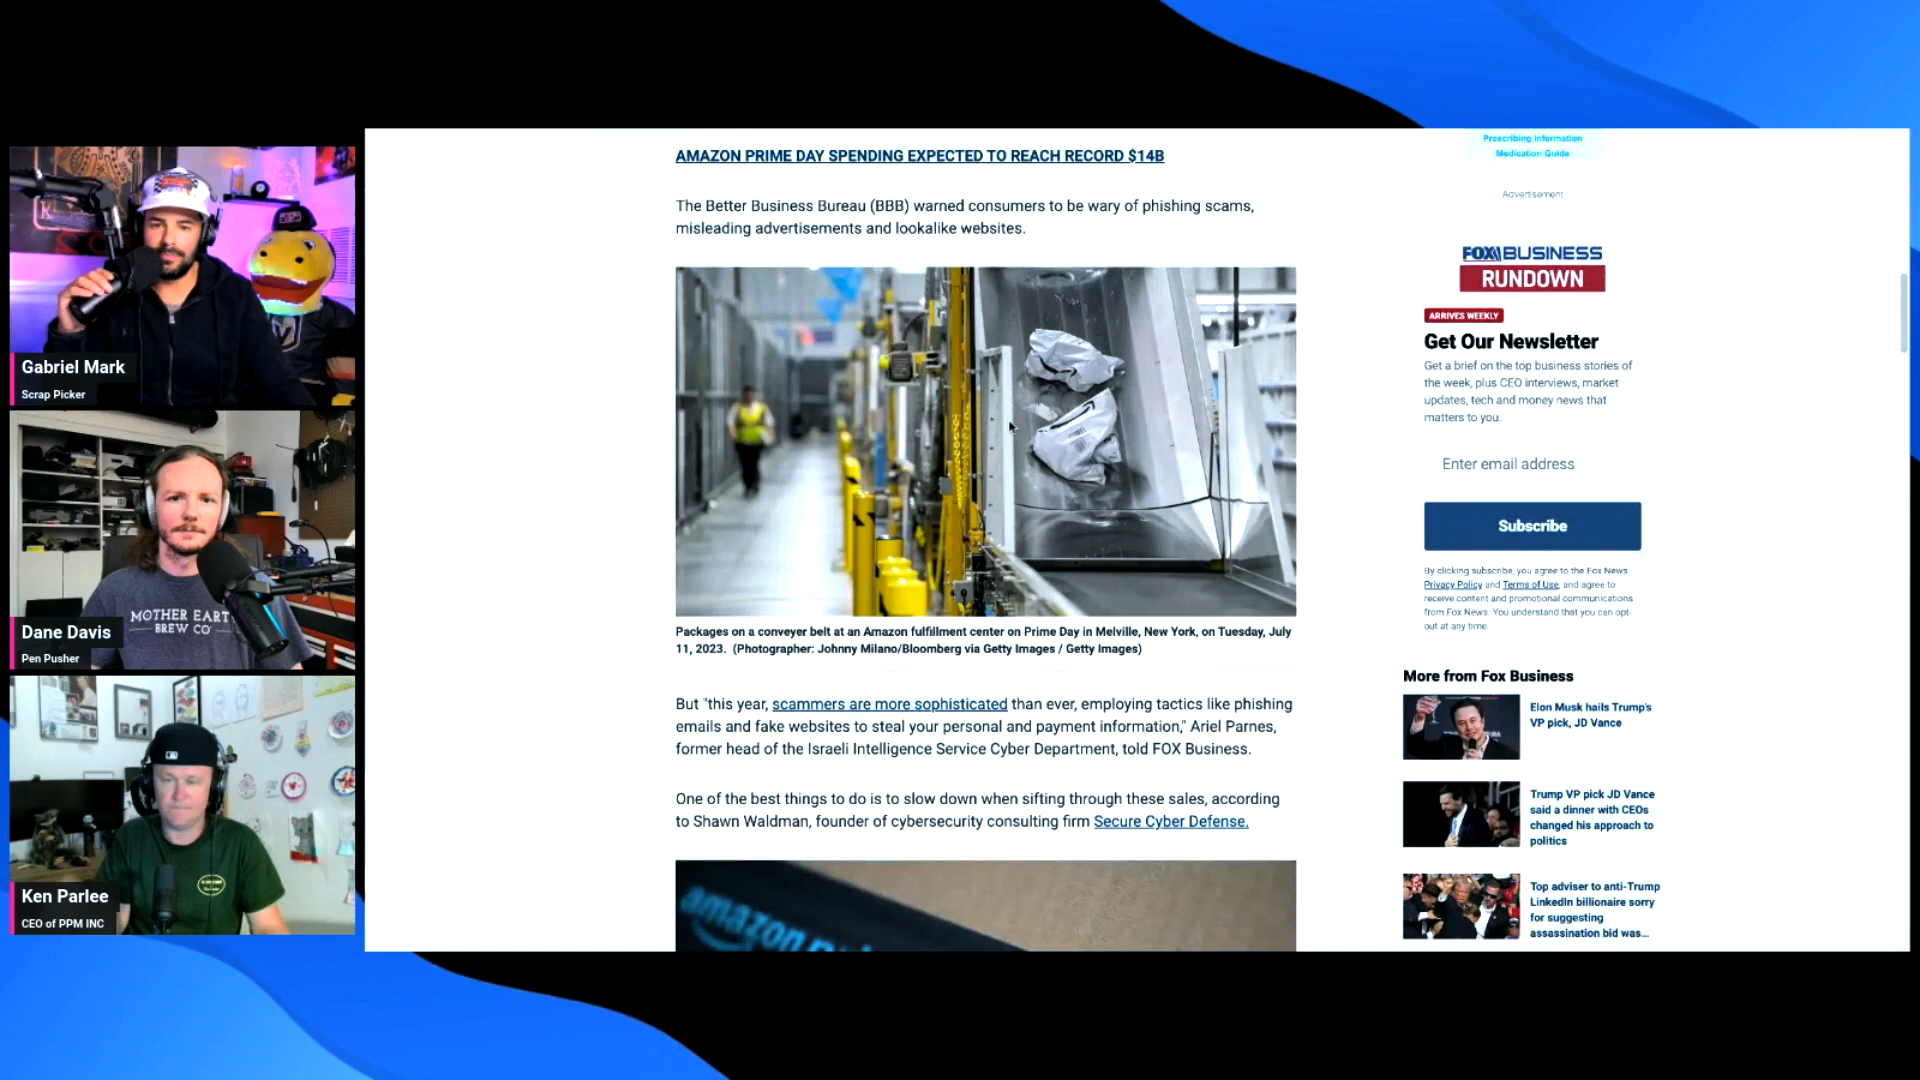 Gabriel Mark
Scrap Picker
MOTHER EART
BREW CO
Dane Davis
Pen Pusher
Ken Parlee
CEO of PPM INC
AMAZON PRIME DAY SPENDING EXPECTED TO REACH RECORD $14B
The Better Business Bureau (BBB) warned consumers to be wary of phishing scams,
misleading advertisements and lookalike websites.
Packages on a conveyer belt at an Amazon fulfillment center on Prime Day in Melville, New York, on Tuesday, July
11, 2023. (Photographer: Johnny Milano/Bloomberg via Getty Images / Getty Images)
But "this year, scammers are more sophisticated than ever, employing tactics like phishing
emails and fake websites to steal your personal and payment information," Ariel Parnes,
former head of the Israeli Intelligence Service Cyber Department, told FOX Business.
One of the best things to do is to slow down when sifting through these sales, according
to Shawn Waldman, founder of cybersecurity consulting firm Secure Cyber Defense.
amazon
Prescribing Information
Medication Guide
Advertisement
FOX BUSINESS
RUNDOWN
ARRIVES WEEKLY
Get Our Newsletter
Get a brief on the top business stories of
the week, plus CEO interviews, market
updates, tech and money news that
matters to you.
Enter email address
Subscribe
By clicking subscribe, you agree to the Fox News
Privacy Policy and Terms of Use, and agree to
receive content and promotional communications
from Fox News. You understand that you can opt-
out at any time.
More from Fox Business
Elon Musk hails Trump's
VP pick, JD Vance
Trump VP pick JD Vance
said a dinner with CEOs
changed his approach to
politics
Top adviser to anti-Trump
LinkedIn billionaire sorry
for suggesting
assassination bid was...